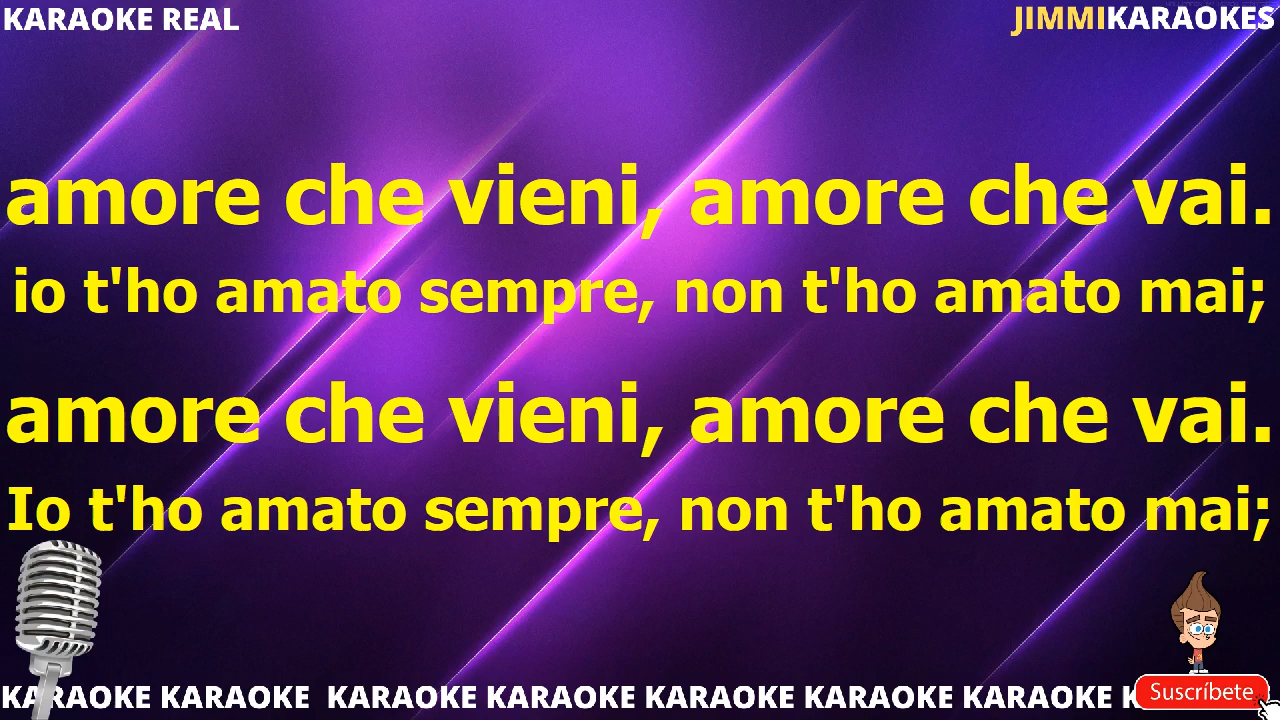 KARAOKE REAL
JIMMIKARAOKES
amore che vieni, amore che vai.
io t'ho amato sempre, non t'ho amato mai;
amore che vieni, amore che vai.
Io t'ho amato sempre, non t'ho amato mai;
KARAOKE KARAOKE KARAOKE KARAOKE KARAOKE KARAOKE KARAOKE K
Suscríbete